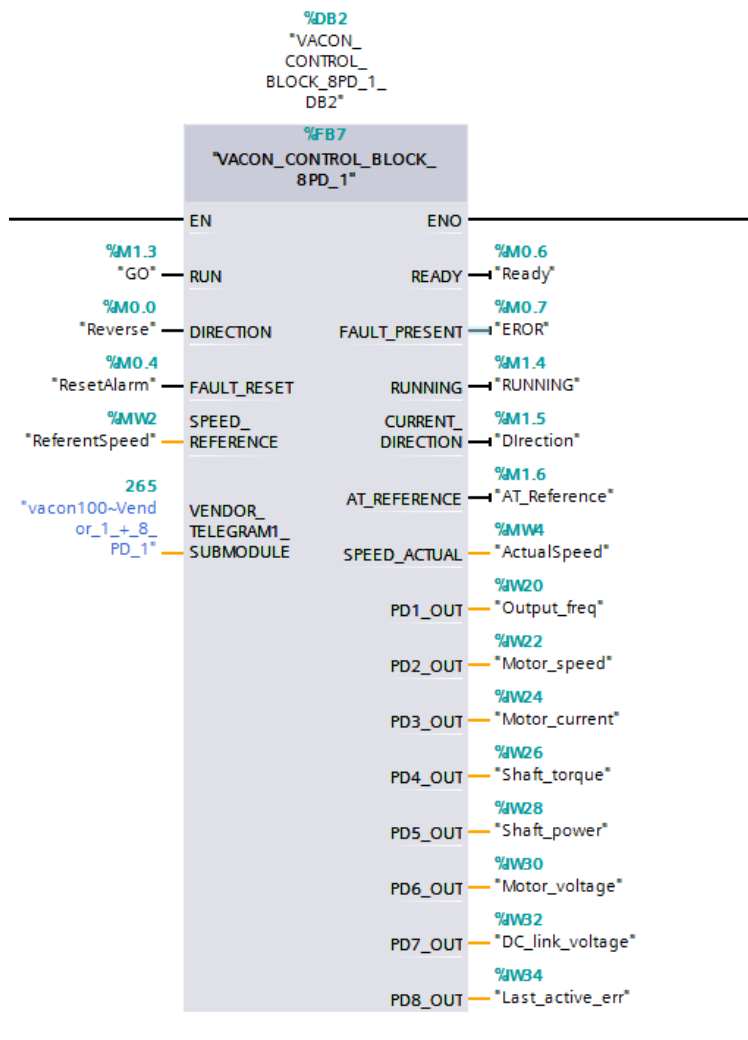 %DB2
"VACON_
CONTROL_
BLOCK_8PD_1_
DB2"
%FB7
"VACON_CONTROL_BLOCK_
8PD_1"
EN
ENO
%M1.3
"GO"
RUN
%M0.6
READY
"Ready"
%M0.0
"Reverse"
DIRECTION
%M0.7
FAULT_PRESENT
"EROR"
%M0.4
"ResetAlarm"
FAULT_RESET
%M1.4
RUNNING
"RUNNING"
%MW2
"ReferentSpeed"
SPEED_
REFERENCE
%M1.5
CURRENT_
DIRECTION
"DIrection"
265
"vacon100~Vend
or_1_+_8_
PD_1"
VENDOR_
TELEGRAM1_
SUBMODULE
%M1.6
AT_REFERENCE
"AT_Reference"
%MW4
SPEED_ACTUAL
"ActualSpeed"
%IW20
PD1_OUT
"Output_freq"
%IW22
PD2_OUT
"Motor_speed"
%IW24
PD3_OUT
"Motor_current"
%IW26
PD4_OUT
"Shaft_torque"
%IW28
PD5_OUT
"Shaft_power"
%IW30
PD6_OUT
"Motor_voltage"
%IW32
PD7_OUT
"DC_link_voltage"
%IW34
PD8_OUT
"Last_active_err"